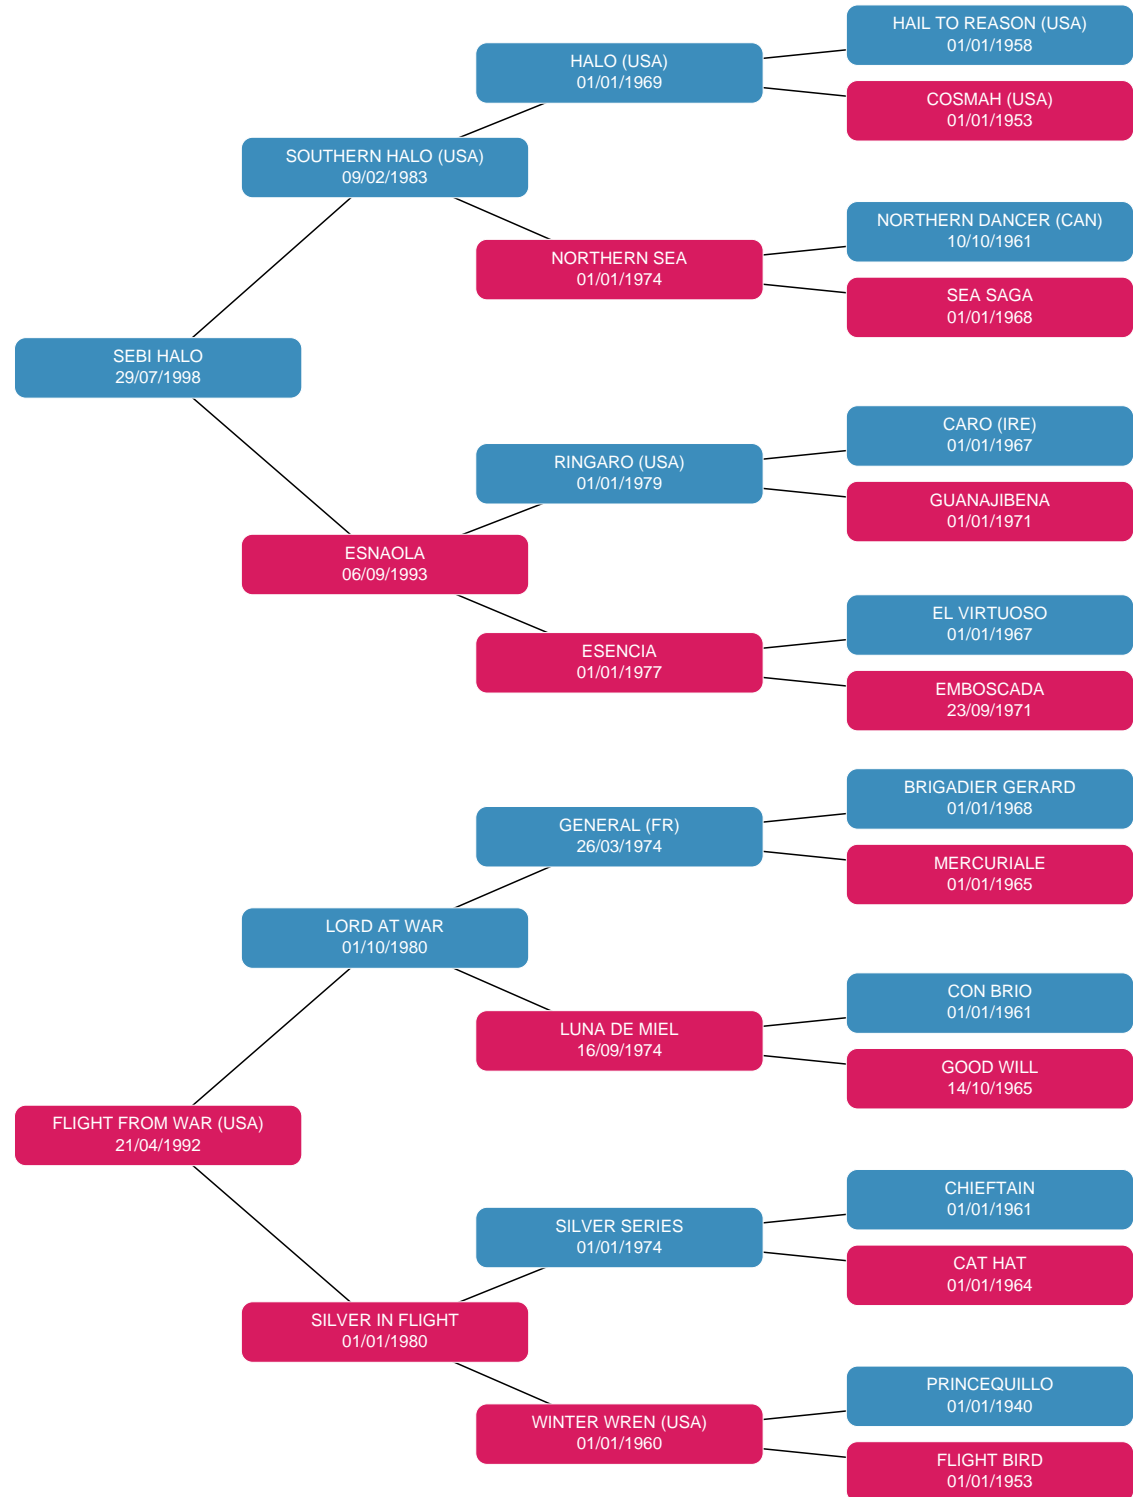 HAIL TO REASON (USA)
01/01/1958
HALO (USA)
01/01/1969
COSMAH (USA)
01/01/1953
SOUTHERN HALO (USA)
09/02/1983
NORTHERN DANCER (CAN)
10/10/1961
NORTHERN SEA
01/01/1974
SEA SAGA
01/01/1968
SEBI HALO
29/07/1998
CARO (IRE)
01/01/1967
RINGARO (USA)
01/01/1979
GUANAJIBENA
01/01/1971
ESNAOLA
06/09/1993
EL VIRTUOSO
01/01/1967
ESENCIA
01/01/1977
EMBOSCADA
23/09/1971
BRIGADIER GERARD
01/01/1968
GENERAL (FR)
26/03/1974
MERCURIALE
01/01/1965
LORD AT WAR
01/10/1980
CON BRIO
01/01/1961
LUNA DE MIEL
16/09/1974
GOOD WILL
14/10/1965
FLIGHT FROM WAR (USA)
21/04/1992
CHIEFTAIN
01/01/1961
SILVER SERIES
01/01/1974
CAT HAT
01/01/1964
SILVER IN FLIGHT
01/01/1980
PRINCEQUILLO
01/01/1940
WINTER WREN (USA)
01/01/1960
FLIGHT BIRD
01/01/1953